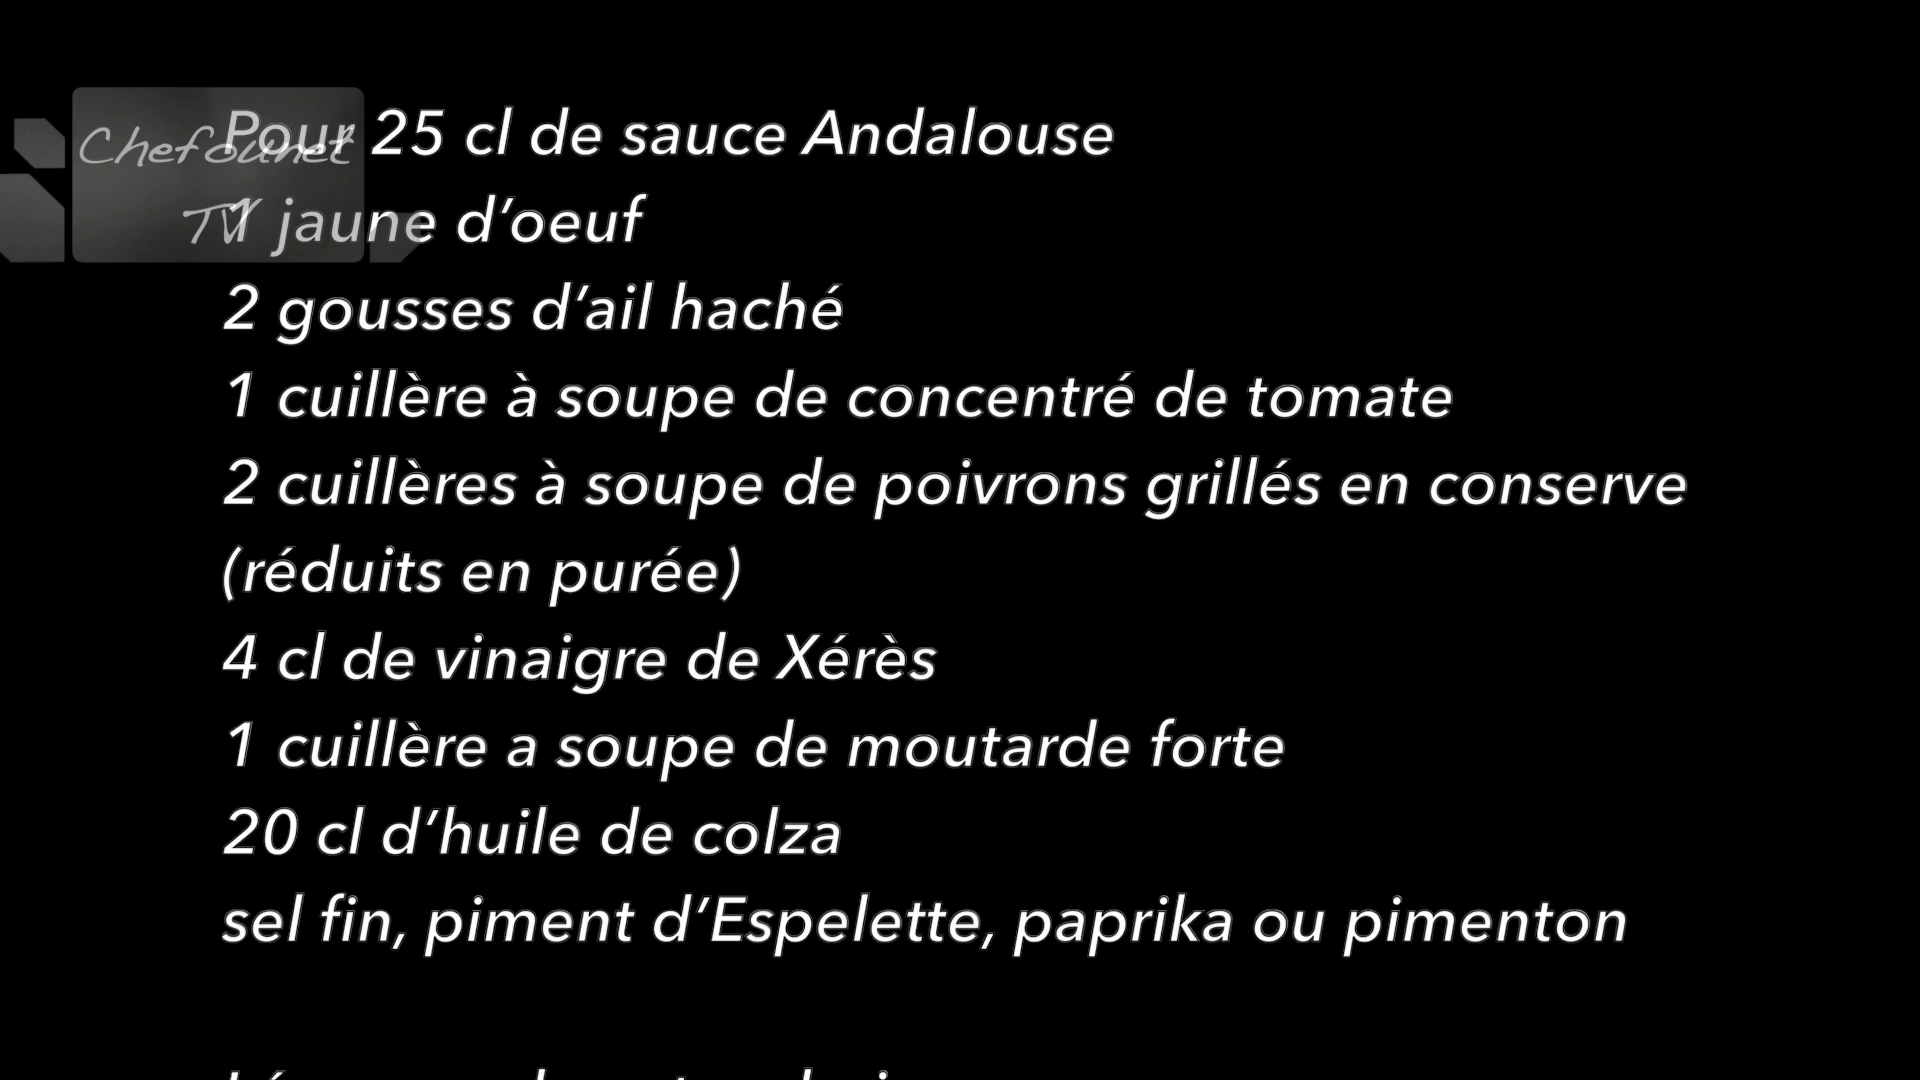 Chefounet
TV
Pour 25 cl de sauce Andalouse
1 jaune d’oeuf
2 gousses d’ail haché
1 cuillère à soupe de concentré de tomate
2 cuillères à soupe de poivrons grillés en conserve
(réduits en purée)
4 cl de vinaigre de Xérès
1 cuillère a soupe de moutarde forte
20 cl d’huile de colza
sel fin, piment d’Espelette, paprika ou pimenton